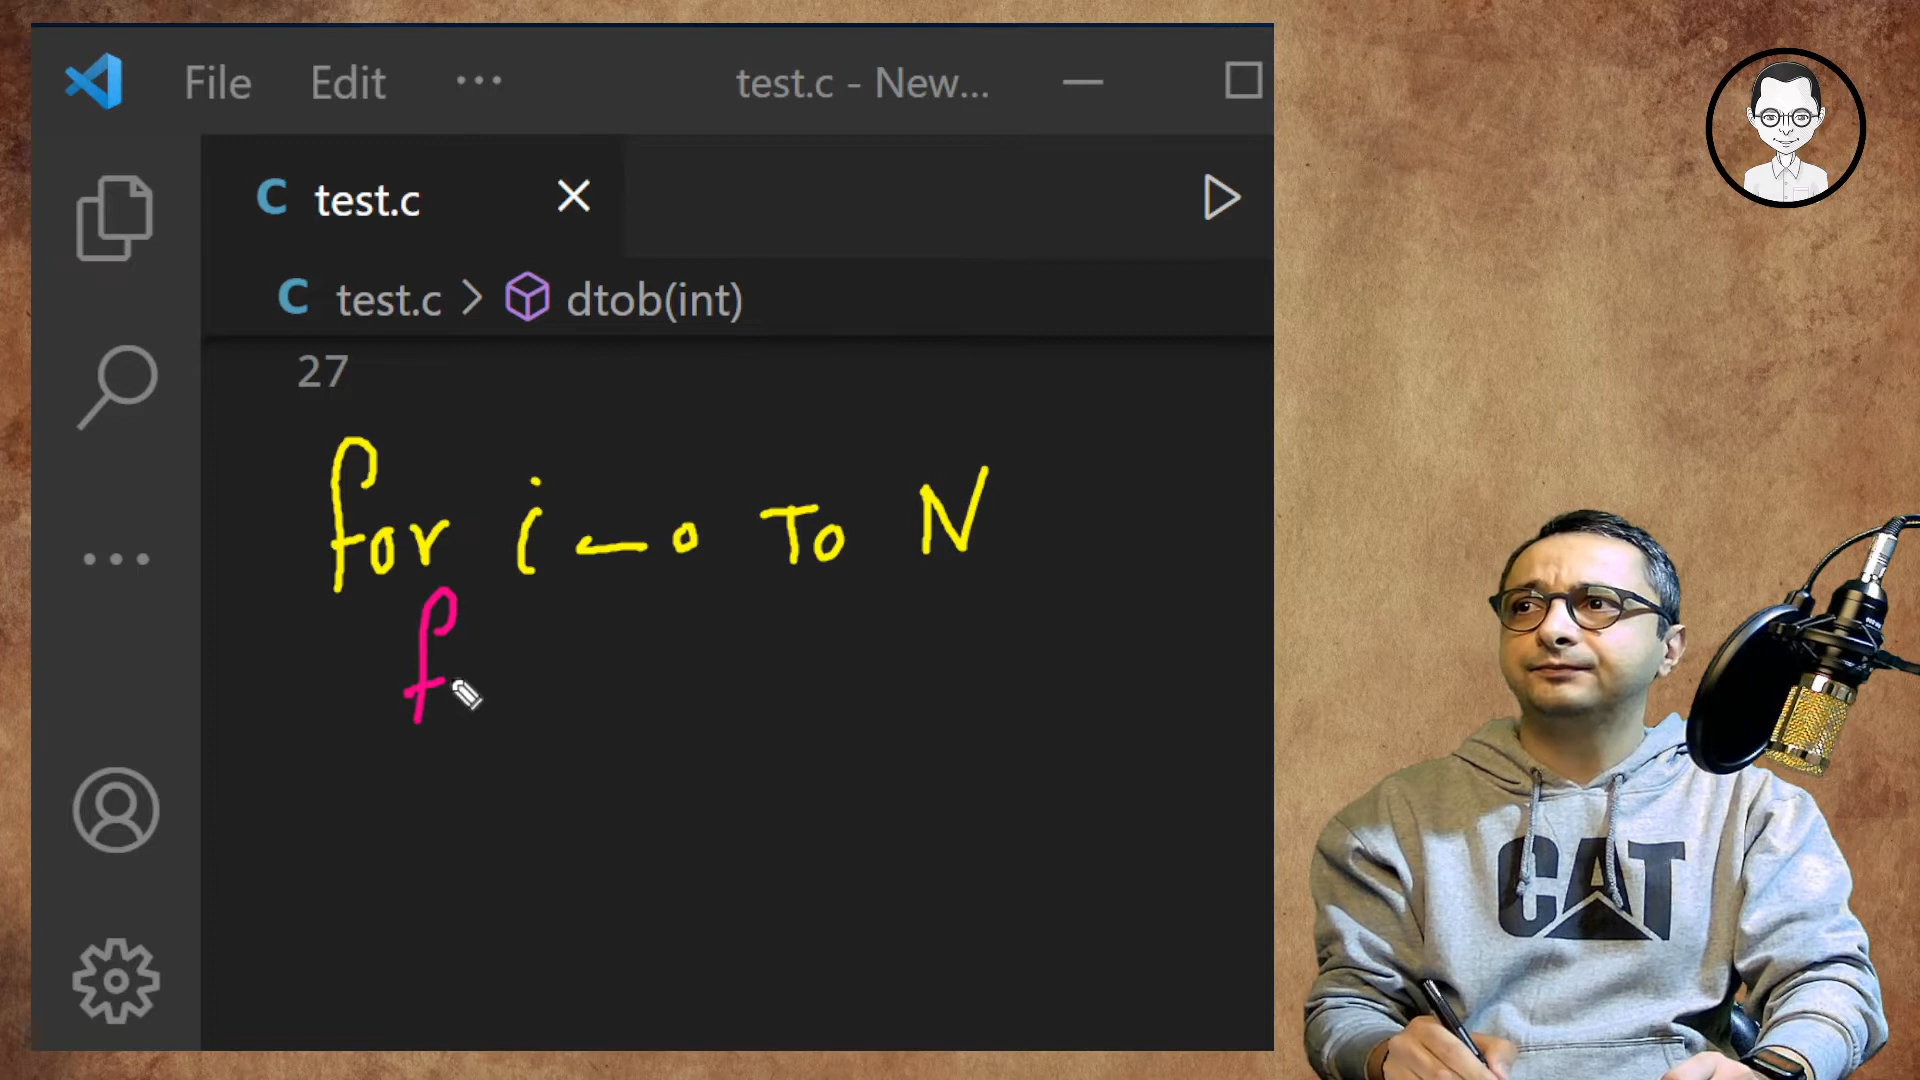 File Edit ... test.c - New...
C test.c
C test.c > dtob(int)
27
for i ← 0 To N
f
CAT